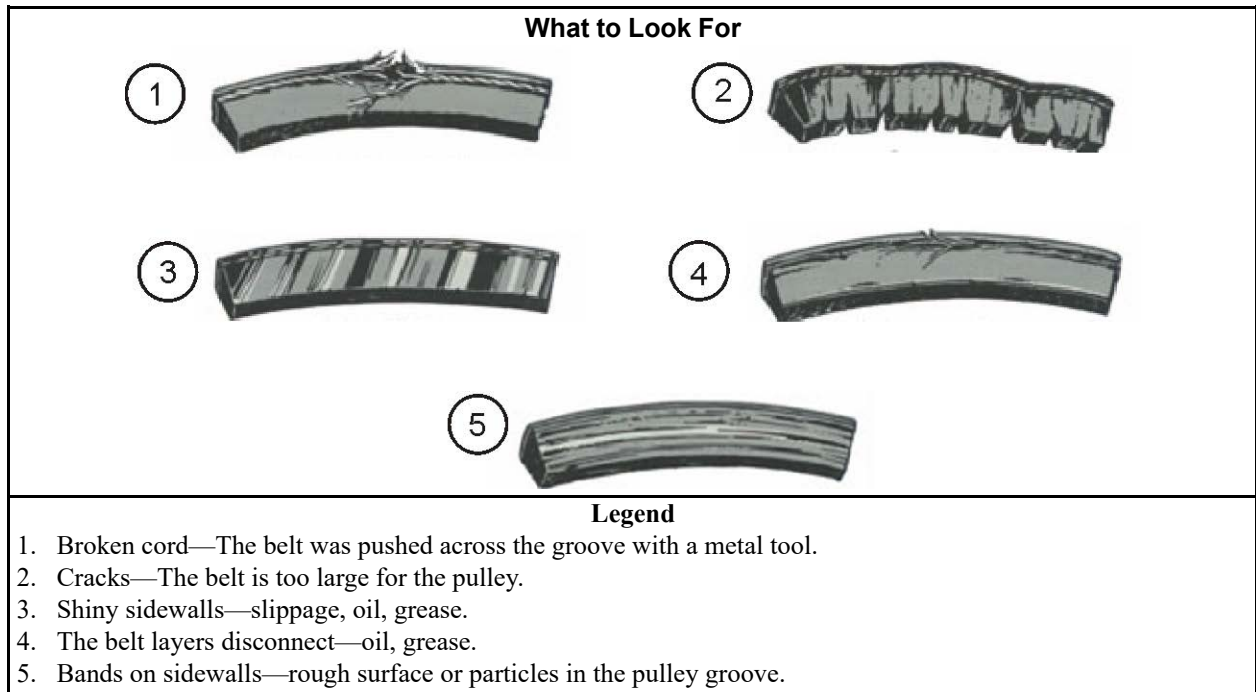 What to Look For
1
2
3
4
5
Legend
1. Broken cord—The belt was pushed across the groove with a metal tool.
2. Cracks—The belt is too large for the pulley.
3. Shiny sidewalls—slippage, oil, grease.
4. The belt layers disconnect—oil, grease.
5. Bands on sidewalls—rough surface or particles in the pulley groove.